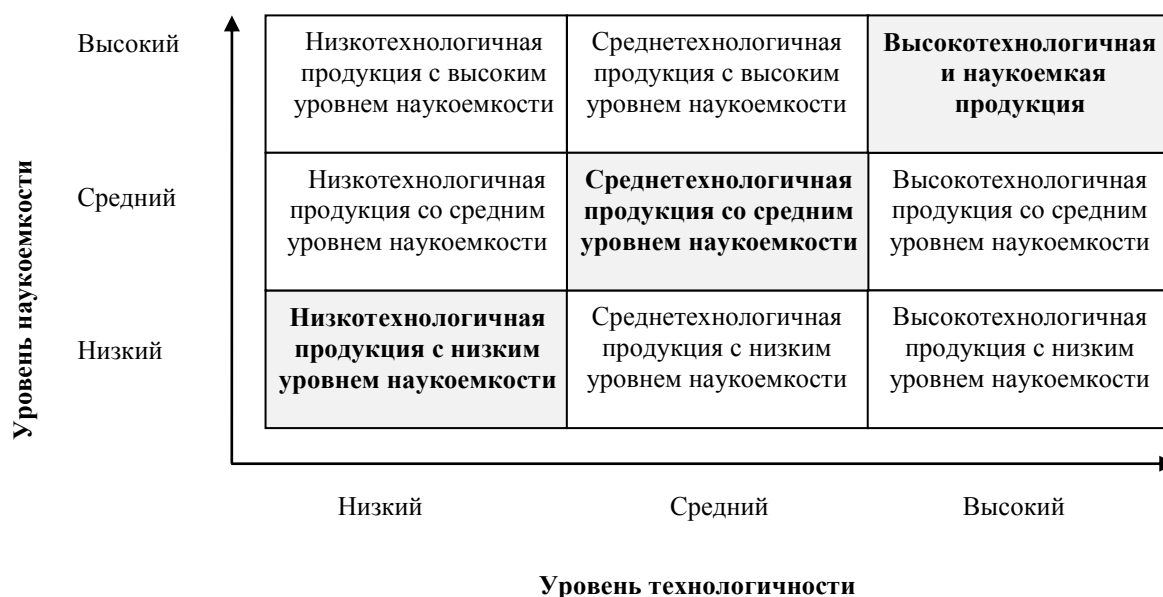 Высокий
Низкотехнологичная
продукция с высоким
уровнем наукоемкости
Среднетехнологичная
продукция с высоким
уровнем наукоемкости
Высокотехнологичная
и наукоемкая
продукция
Средний
Низкотехнологичная
продукция со средним
уровнем наукоемкости
Среднетехнологичная
продукция со средним
уровнем наукоемкости
Высокотехнологичная
продукция со средним
уровнем наукоемкости
Низкий
Низкотехнологичная
продукция с низким
уровнем наукоемкости
Среднетехнологичная
продукция с низким
уровнем наукоемкости
Высокотехнологичная
продукция с низким
уровнем наукоемкости
Уровень наукоемкости
Низкий
Средний
Высокий
Уровень технологичности